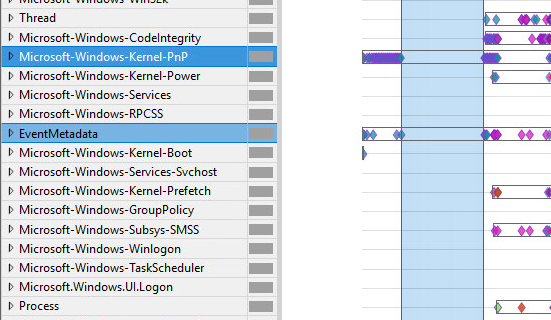 Microsoft-Windows-Win32k
Thread
Microsoft-Windows-CodeIntegrity
Microsoft-Windows-Kernel-PnP
Microsoft-Windows-Kernel-Power
Microsoft-Windows-Services
Microsoft-Windows-RPCSS
EventMetadata
Microsoft-Windows-Kernel-Boot
Microsoft-Windows-Services-Svchost
Microsoft-Windows-Kernel-Prefetch
Microsoft-Windows-GroupPolicy
Microsoft-Windows-Subsys-SMSS
Microsoft-Windows-Winlogon
Microsoft-Windows-TaskScheduler
Microsoft.Windows.UI.Logon
Process